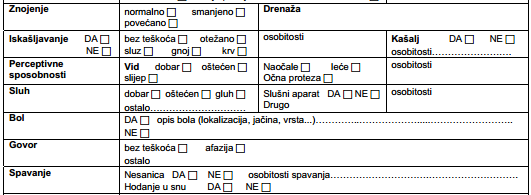 Znojenje normalno smanjeno Drenaža
povećano
Iskašljavanje DA bez teškoća otežano osobitosti Kašalj DA NE
NE sluz gnoj krv osobitosti……………………
Perceptivne Vid dobar oštećen Naočale leće osobitosti
sposobnosti slijep Očna proteza
Sluh dobar oštećen gluh Slušni aparat DA NE osobitosti
ostalo………………………… Drugo
Bol DA opis bola (lokalizacija, jačina, vrsta...)……………………………………………………
NE
Govor bez teškoća afazija
ostalo
Spavanje Nesanica DA NE osobitosti spavanja……………………………………………
Hodanje u snu DA NE